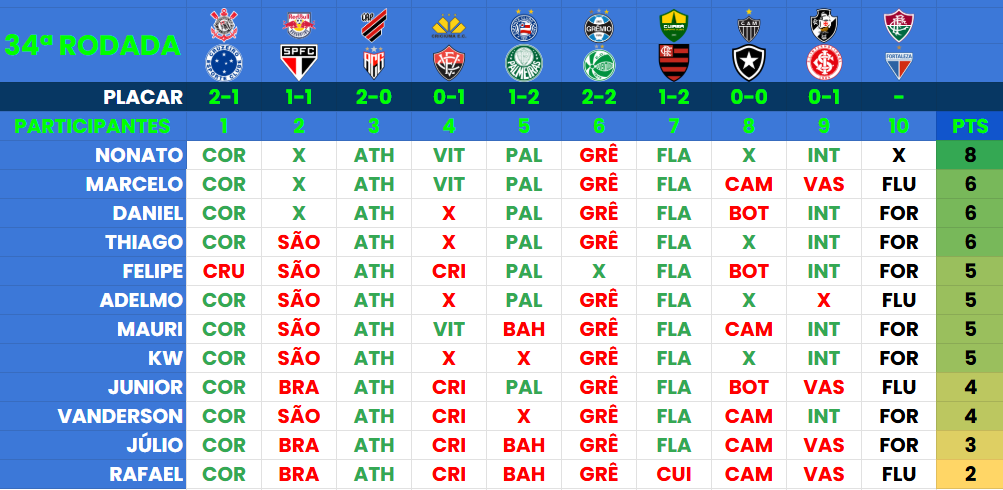 34ª RODADA
SPFC
PLACAR 2-1 1-1 2-0 0-1 1-2 2-2 1-2 0-0 0-1 -
PARTICIPANTES 1 2 3 4 5 6 7 8 9 10 PTS
NONATO COR X ATH VIT PAL GRÊ FLA X INT X 8
MARCELO COR X ATH VIT PAL GRÊ FLA CAM VAS FLU 6
DANIEL COR X ATH X PAL GRÊ FLA BOT INT FOR 6
THIAGO COR SÃO ATH X PAL GRÊ FLA X INT FOR 6
FELIPE CRU SÃO ATH CRI PAL X FLA BOT INT FOR 5
ADELMO COR SÃO ATH X PAL GRÊ FLA X X FLU 5
MAURI COR SÃO ATH VIT BAH GRÊ FLA CAM INT FOR 5
KW COR SÃO ATH X X GRÊ FLA X INT FOR 5
JUNIOR COR BRA ATH CRI PAL GRÊ FLA BOT VAS FLU 4
VANDERSON COR SÃO ATH CRI X GRÊ FLA CAM INT FOR 4
JÚLIO COR BRA ATH CRI BAH GRÊ FLA CAM VAS FOR 3
RAFAEL COR BRA ATH CRI BAH GRÊ CUI CAM VAS FLU 2